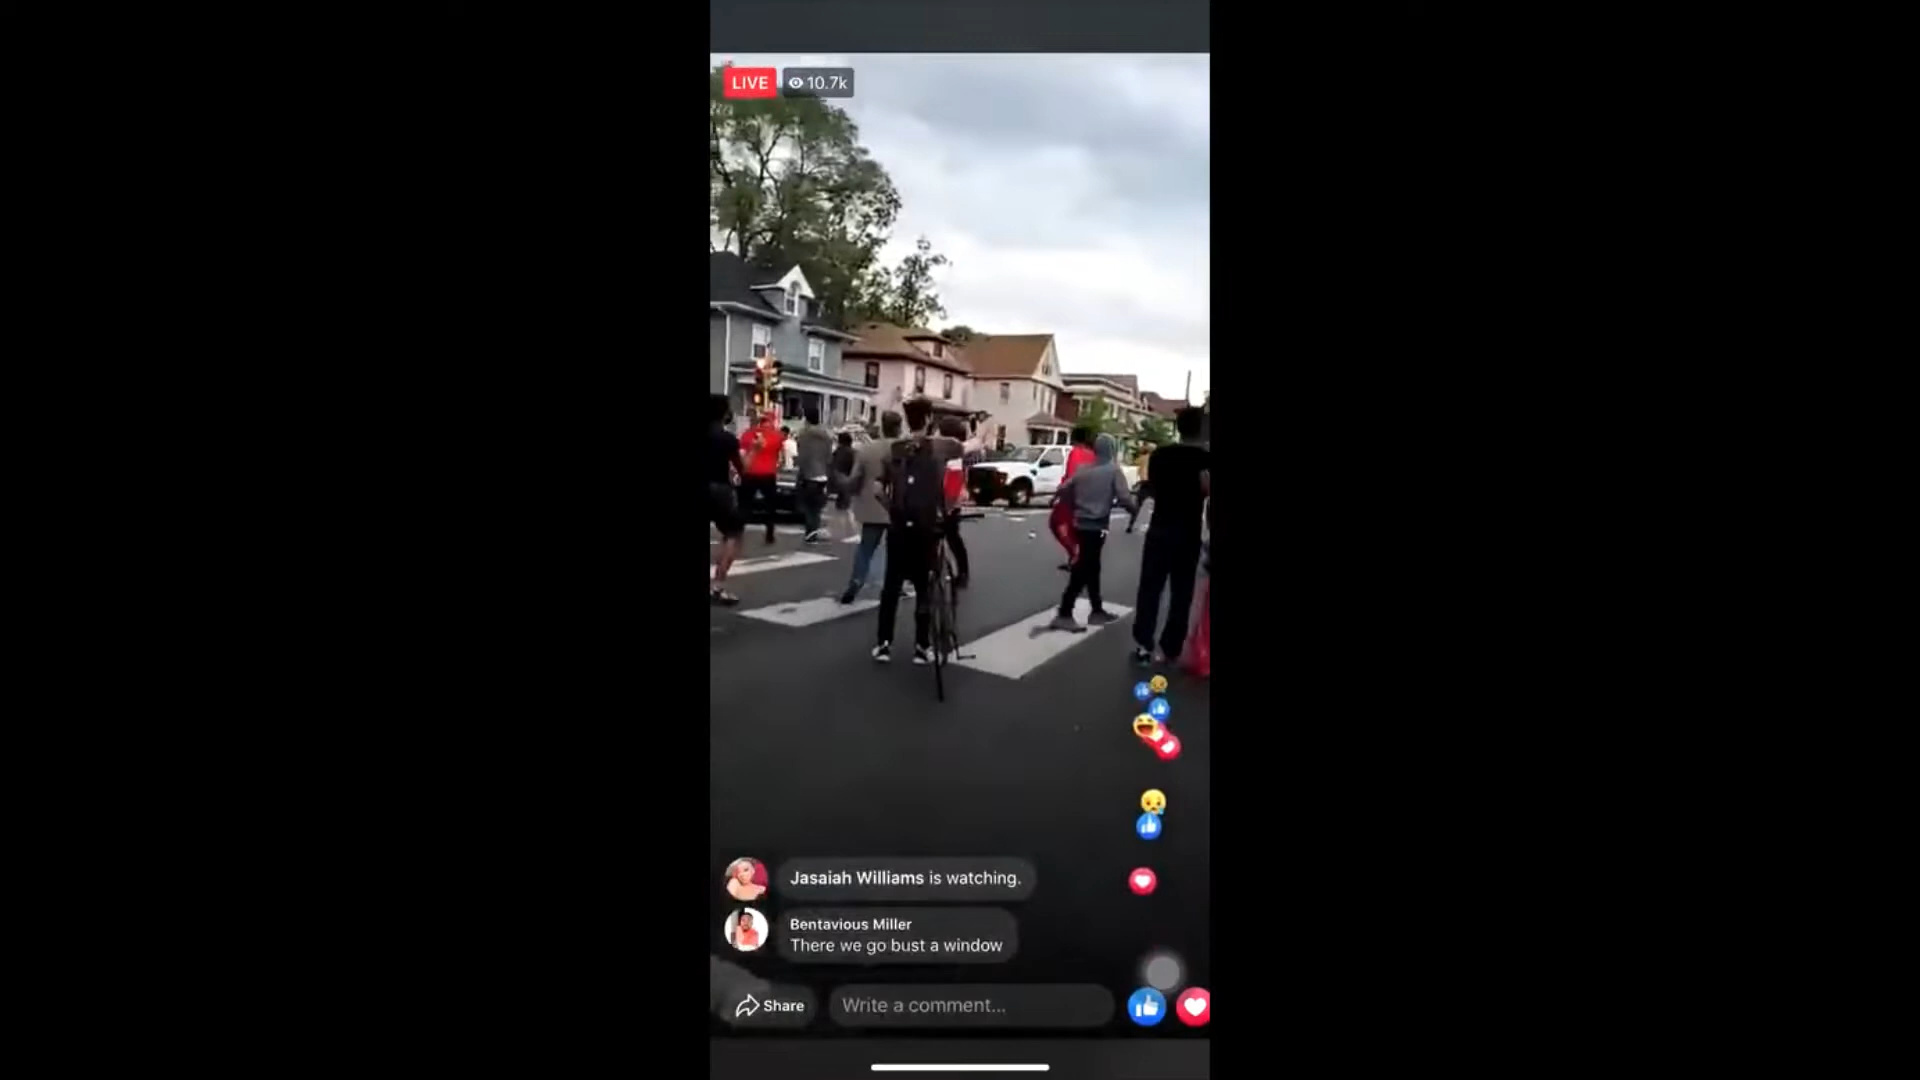 LIVE 10.7k
Jasaiah Williams is watching.
Bentavious Miller
There we go bust a window
Share Write a comment...